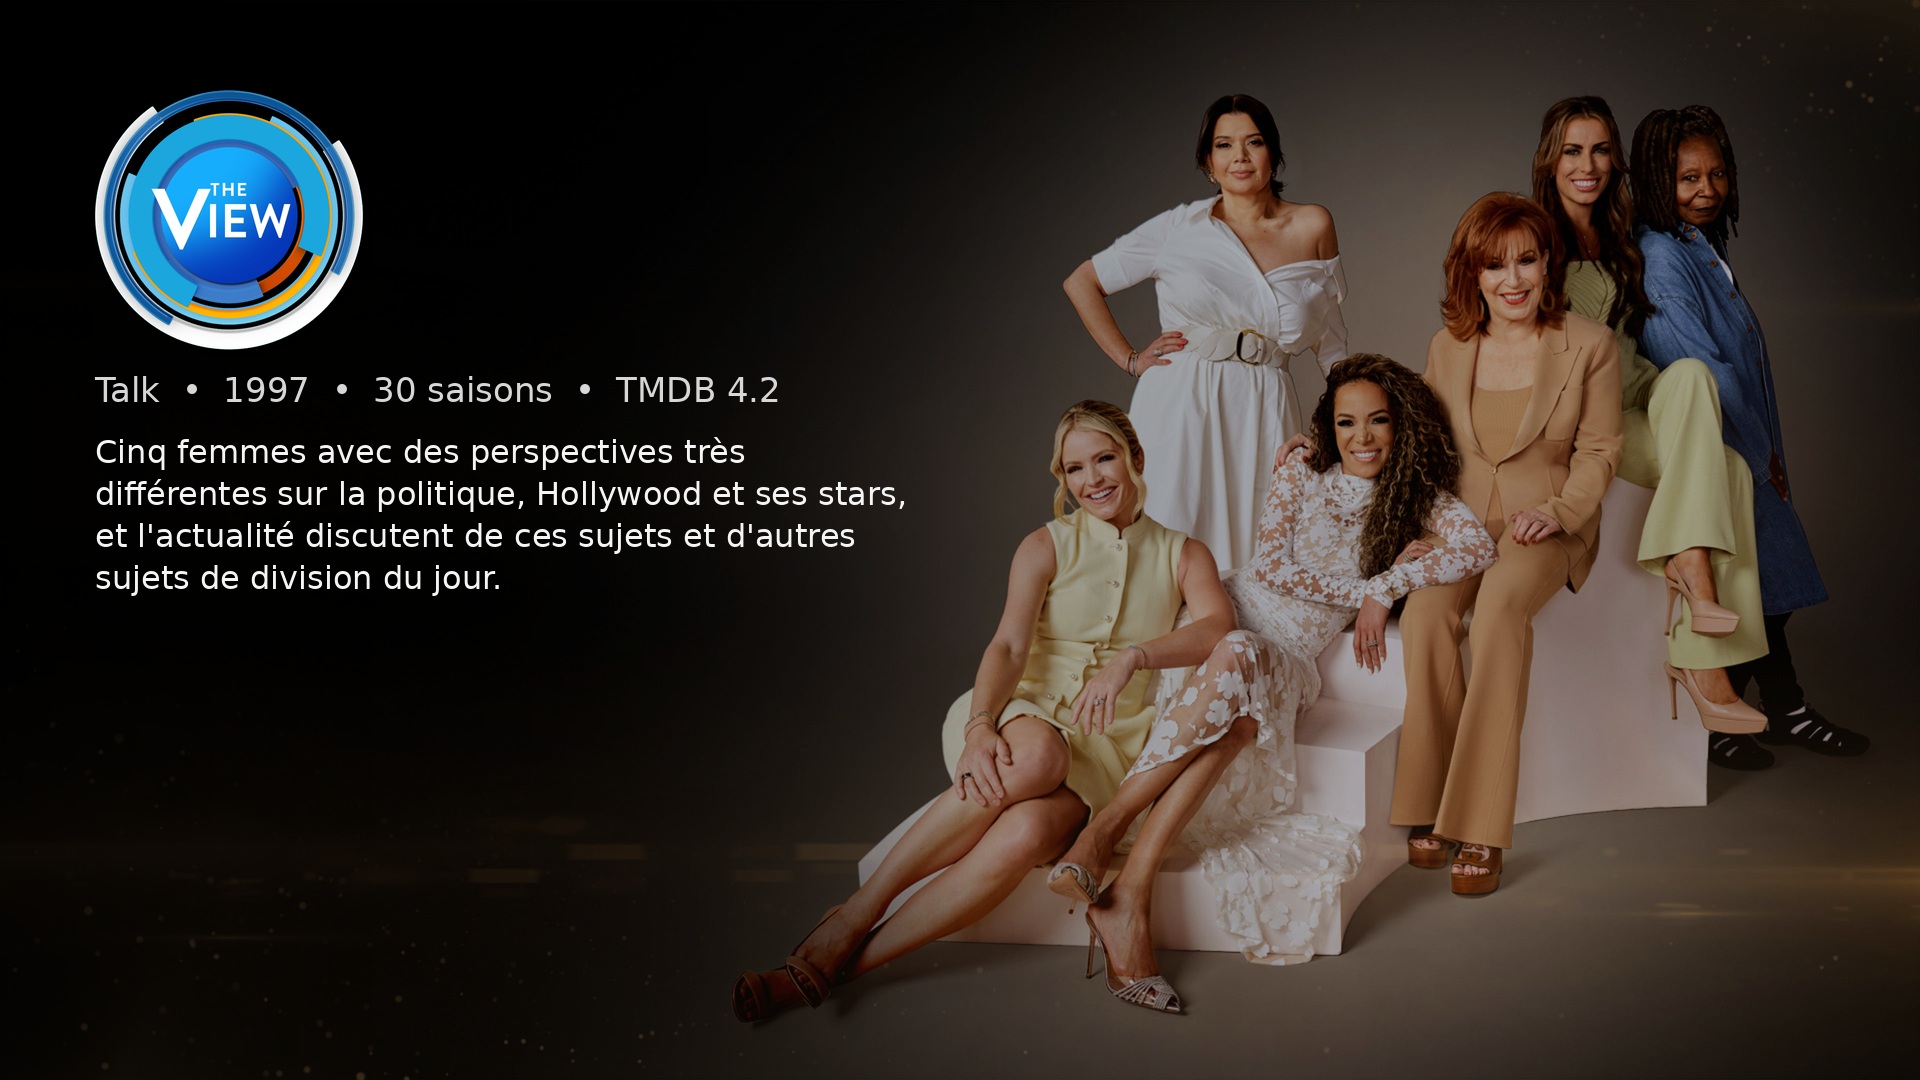 THE
VIEW
Talk • 1997 • 30 saisons • TMDB 4.2
Cinq femmes avec des perspectives très
différentes sur la politique, Hollywood et ses stars,
et l'actualité discutent de ces sujets et d'autres
sujets de division du jour.